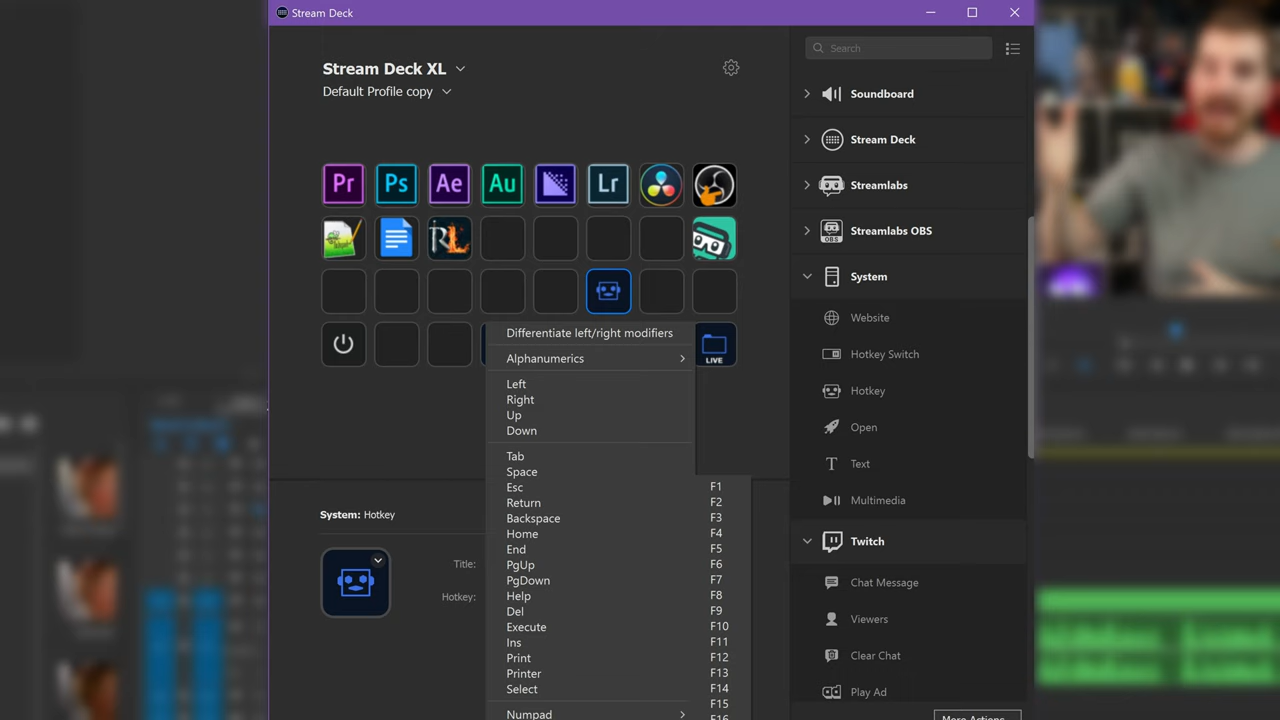 Stream Deck
Stream Deck XL
Default Profile copy
Pr
Ps
Ae
Au
Lr
RL
LIVE
Differentiate left/right modifiers
Alphanumerics
Left
Right
Up
Down
Tab
Space
Esc
Return
Backspace
Home
End
PgUp
PgDown
Help
Del
Execute
Ins
Print
Printer
Select
Numpad
F1
F2
F3
F4
F5
F6
F7
F8
F9
F10
F11
F12
F13
F14
F15
F16
System: Hotkey
Title:
Hotkey:
Search
Soundboard
Stream Deck
Streamlabs
OBS
Streamlabs OBS
System
Website
Hotkey Switch
Hotkey
Open
T Text
Multimedia
Twitch
Chat Message
Viewers
Clear Chat
Play Ad
More Actions...